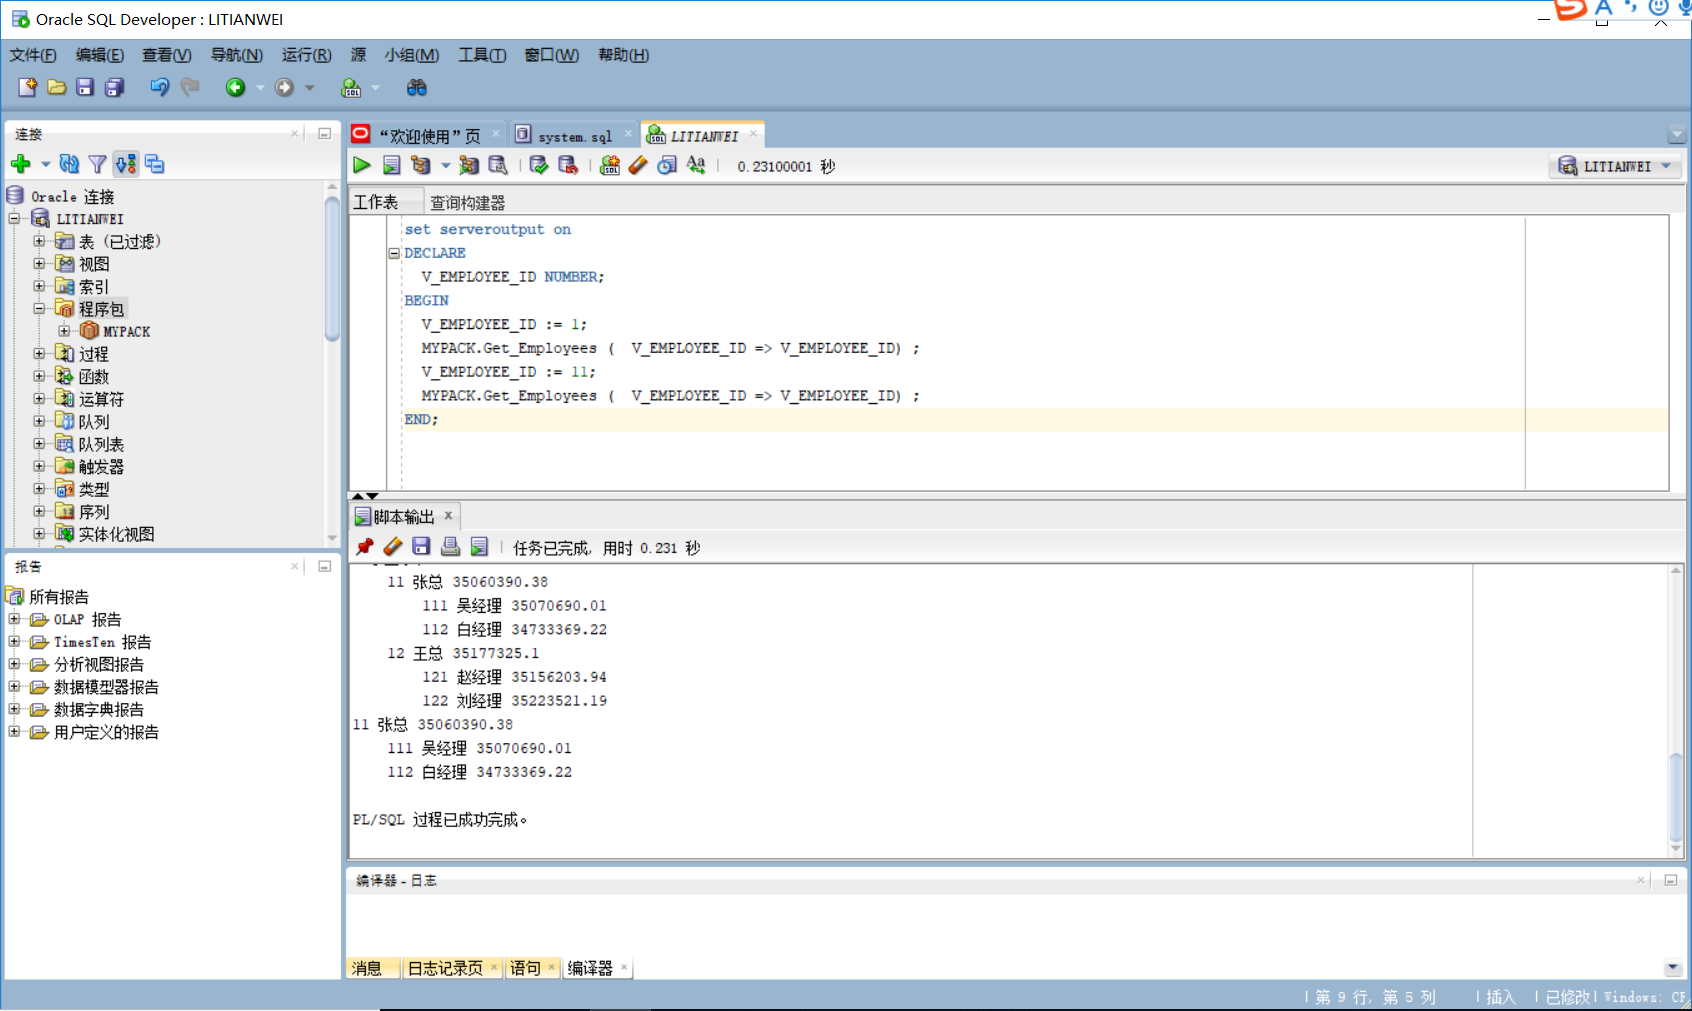 Oracle SQL Developer : LITIANWEI
文件(F) 编辑(E) 查看(V) 导航(N) 运行(R) 源 小组(M) 工具(T) 窗口(W) 帮助(H)
连接
Oracle 连接
LITIANWEI
表 (已过滤)
视图
索引
程序包
MYPACK
过程
函数
运算符
队列
队列表
触发器
类型
序列
实体化视图
报告
所有报告
OLAP 报告
TimesTen 报告
分析视图报告
数据模型器报告
数据字典报告
用户定义的报告
“欢迎使用”页 system.sql LITIANWEI
0.23100001 秒 LITIANWEI
工作表 查询构建器
set serveroutput on
DECLARE
V_EMPLOYEE_ID NUMBER;
BEGIN
V_EMPLOYEE_ID := 1;
MYPACK.Get_Employees (  V_EMPLOYEE_ID => V_EMPLOYEE_ID) ;
V_EMPLOYEE_ID := 11;
MYPACK.Get_Employees (  V_EMPLOYEE_ID => V_EMPLOYEE_ID) ;
END;
脚本输出
任务已完成, 用时 0.231 秒
11 张总 35060390.38
111 吴经理 35070690.01
112 白经理 34733369.22
12 王总 35177325.1
121 赵经理 35156203.94
122 刘经理 35223521.19
11 张总 35060390.38
111 吴经理 35070690.01
112 白经理 34733369.22
PL/SQL 过程已成功完成。
编译器 - 日志
消息 日志记录页 语句 编译器
第 9 行, 第 5 列 插入 已修改 Windows: